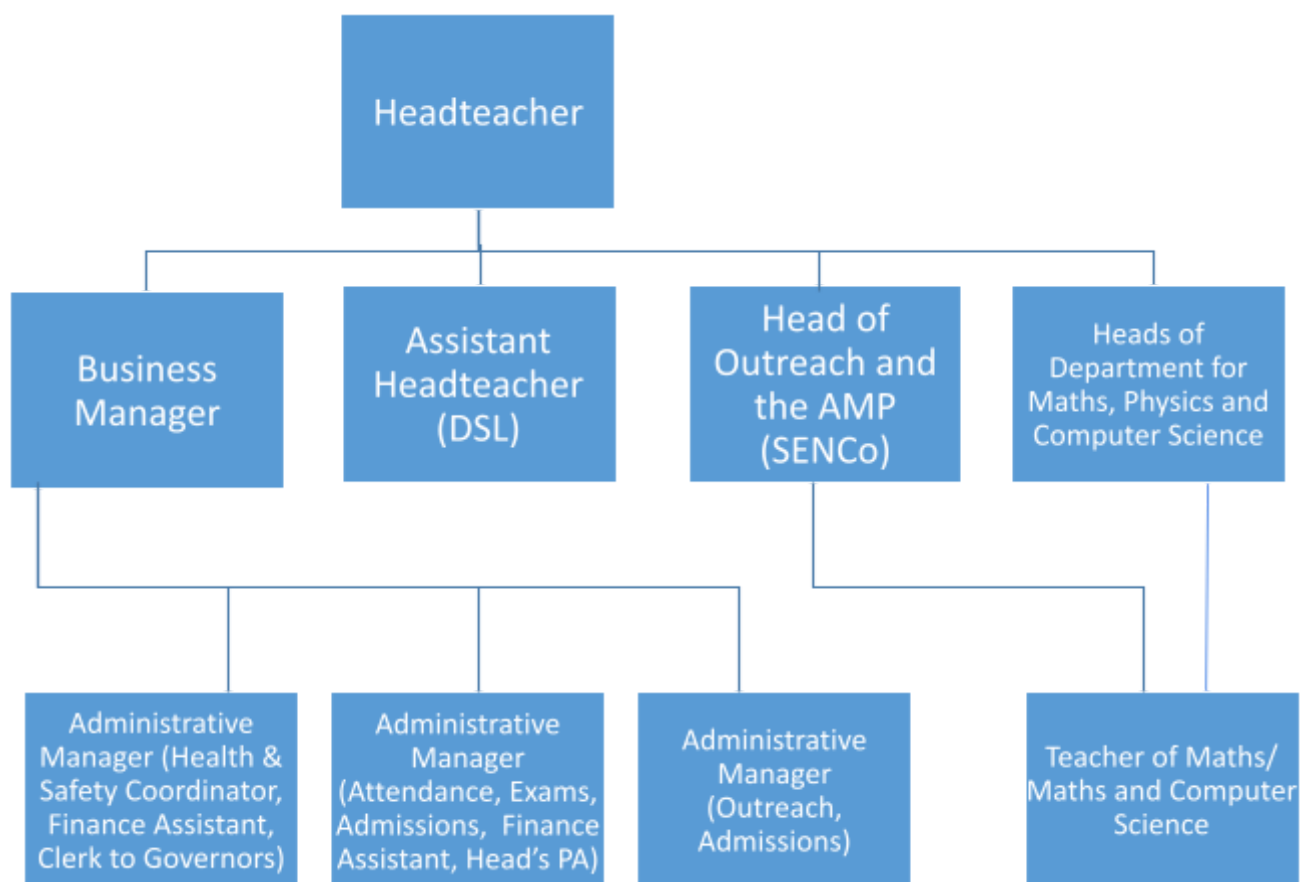 Headteacher
Business
Manager
Assistant
Headteacher
(DSL)
Head of
Outreach and
the AMP
(SENCo)
Heads of
Department for
Maths, Physics and
Computer Science
Administrative
Manager (Health &
Safety Coordinator,
Finance Assistant,
Clerk to Governors)
Administrative
Manager
(Attendance, Exams,
Admissions, Finance
Assistant, Head’s PA)
Administrative
Manager
(Outreach,
Admissions)
Teacher of Maths/
Maths and Computer
Science